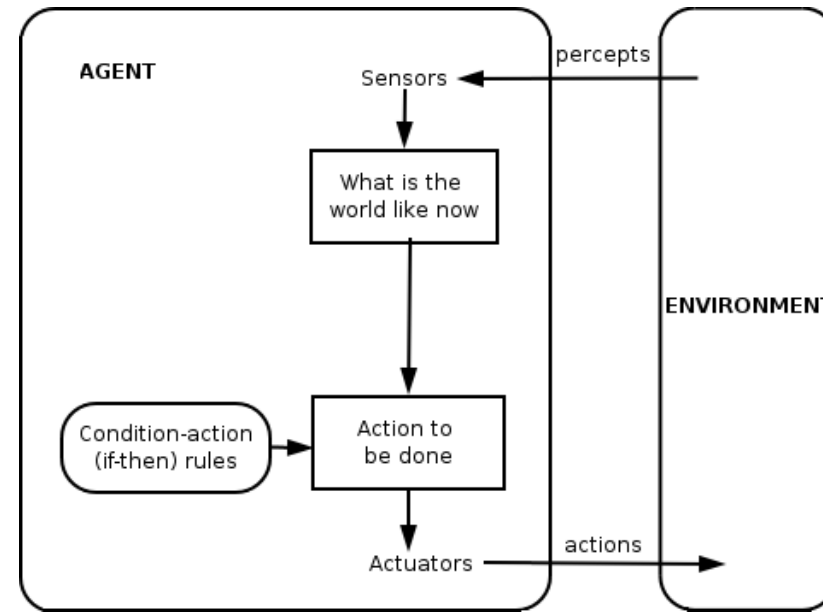 AGENT
percepts
Sensors
What is the
world like now
ENVIRONMENT
Condition-action
(if-then) rules
Action to
be done
Actuators
actions